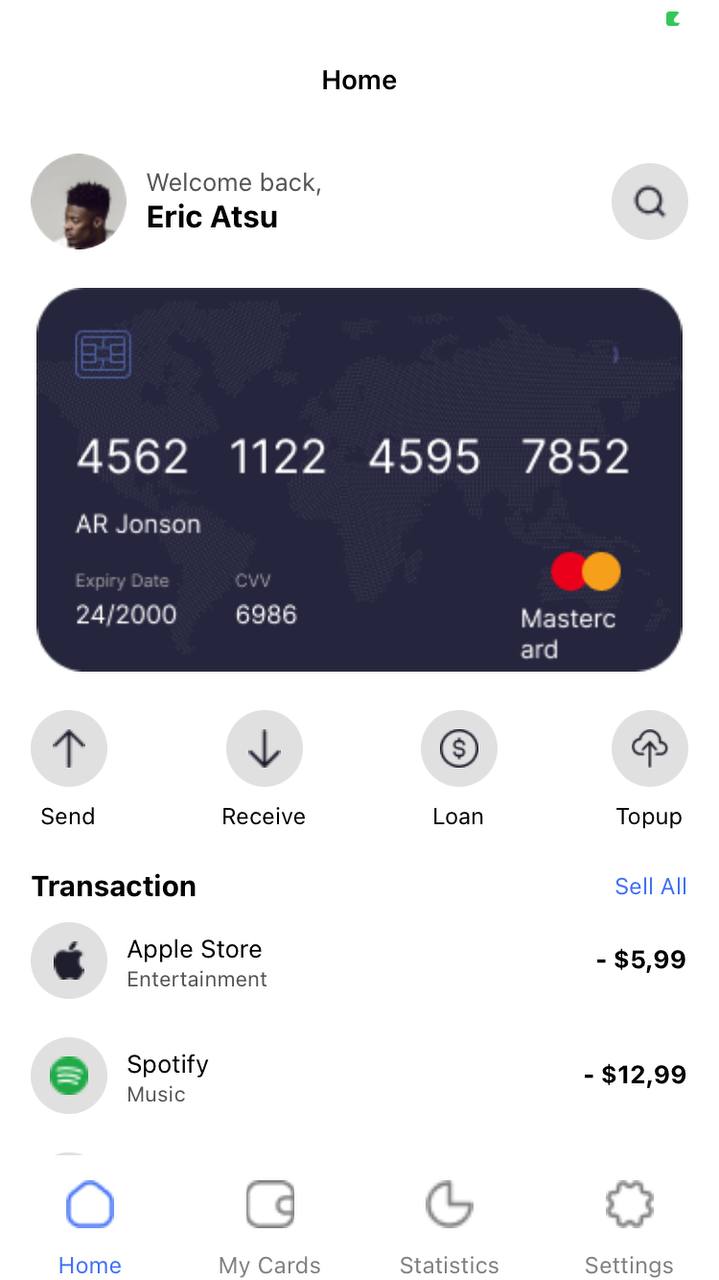 Home
Welcome back,
Eric Atsu
4562 1122 4595 7852
AR Jonson
Expiry Date CVV
24/2000 6986
Masterc
ard
Send Receive Loan Topup
Transaction Sell All
Apple Store
Entertainment
- $5,99
Spotify
Music
- $12,99
Home My Cards Statistics Settings